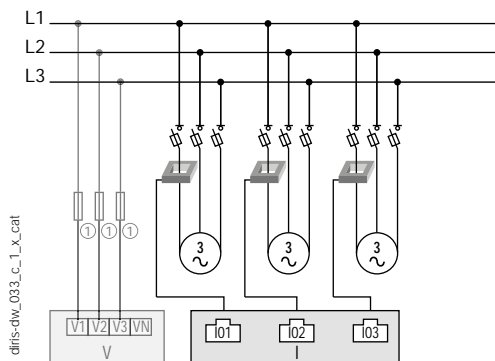 L1
L2
L3
① ① ①
3 3 3
~ ~ ~
V1 V2 V3 VN
V
I01 I02 I03
I
diris-dw_033_c_1_x_cat